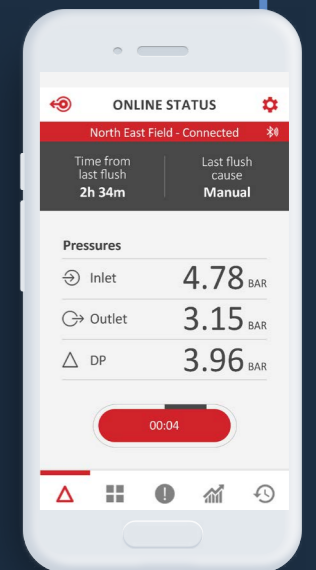 ONLINE STATUS
North East Field - Connected
Time from
last flush
2h 34m
Last flush
cause
Manual
Pressures
Inlet 4.78 BAR
Outlet 3.15 BAR
DP 3.96 BAR
00:04